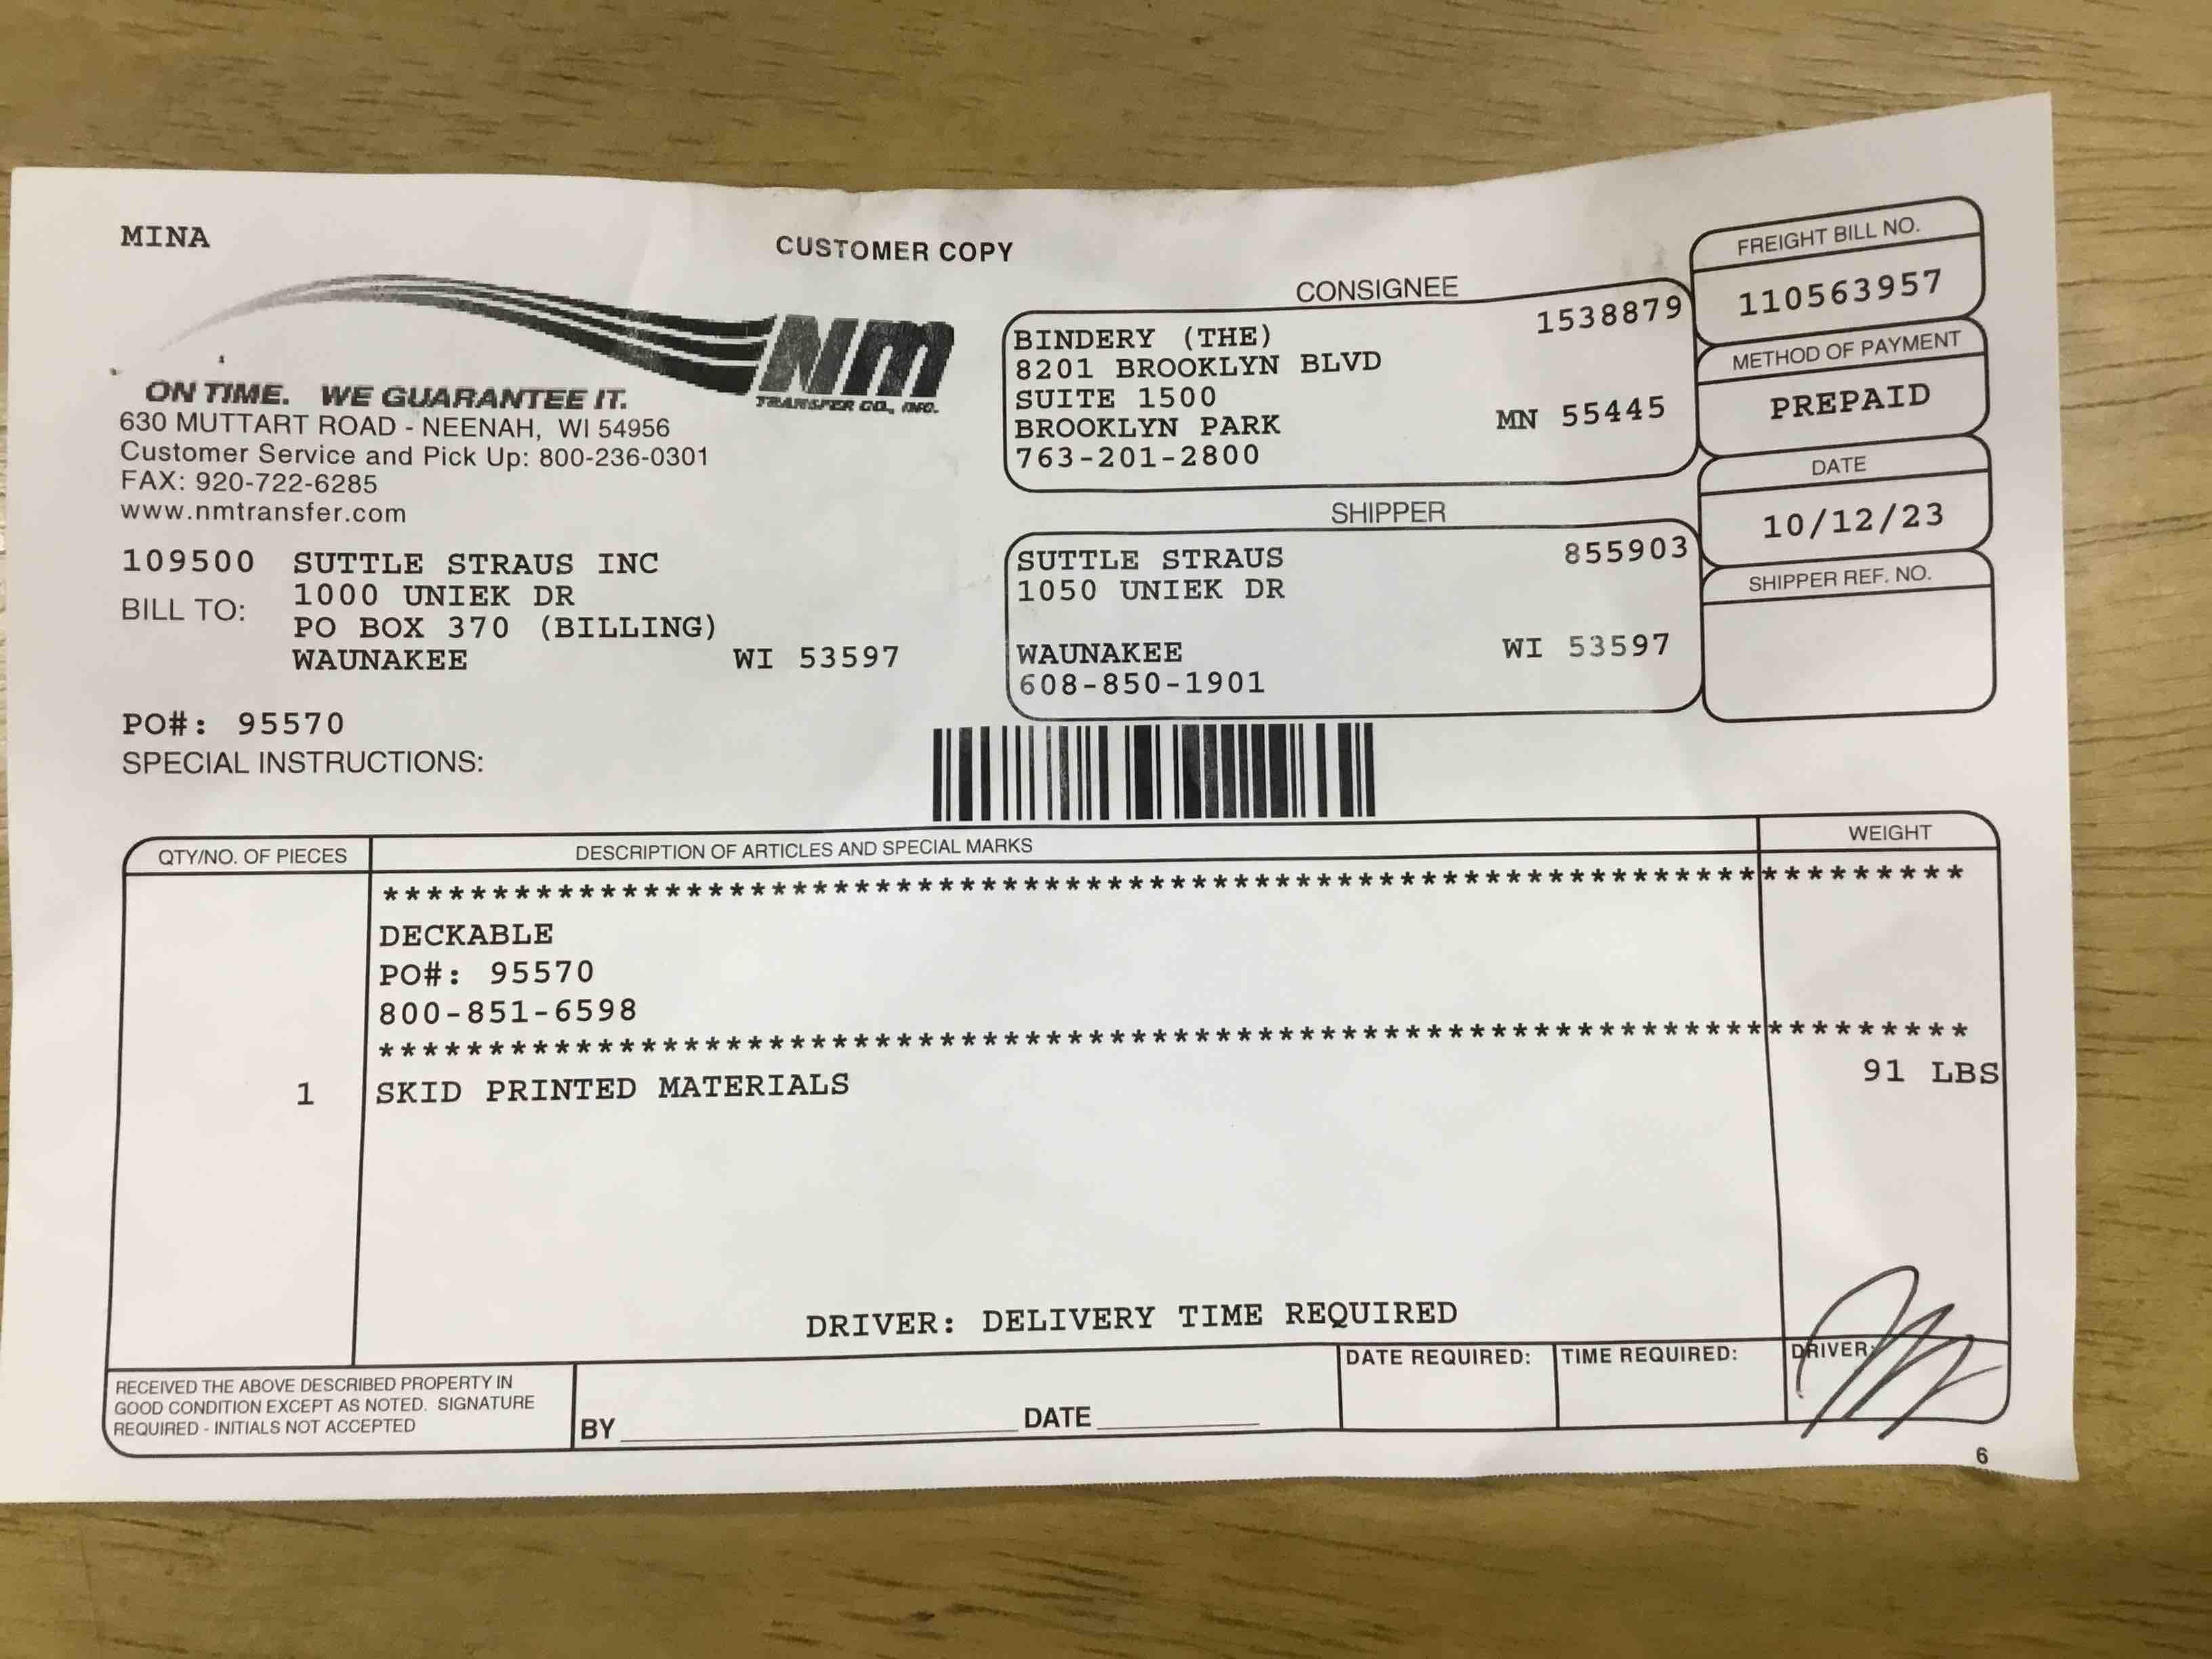 MINA
CUSTOMER COPY
NM
TRANSFER CO., INC.
ON TIME. WE GUARANTEE IT.
630 MUTTART ROAD - NEENAH, WI 54956
Customer Service and Pick Up: 800-236-0301
FAX: 920-722-6285
www.nmtransfer.com
109500 SUTTLE STRAUS INC
BILL TO: 1000 UNIEK DR
PO BOX 370 (BILLING)
WAUNAKEE WI 53597
PO#: 95570
SPECIAL INSTRUCTIONS:
CONSIGNEE
BINDERY (THE) 1538879
8201 BROOKLYN BLVD
SUITE 1500
BROOKLYN PARK MN 55445
763-201-2800
SHIPPER
SUTTLE STRAUS 855903
1050 UNIEK DR
WAUNAKEE WI 53597
608-850-1901
FREIGHT BILL NO.
110563957
METHOD OF PAYMENT
PREPAID
DATE
10/12/23
SHIPPER REF. NO.
QTY/NO. OF PIECES DESCRIPTION OF ARTICLES AND SPECIAL MARKS WEIGHT
DECKABLE
PO#: 95570
800-851-6598
1 SKID PRINTED MATERIALS 91 LBS
DRIVER: DELIVERY TIME REQUIRED
RECEIVED THE ABOVE DESCRIBED PROPERTY IN
GOOD CONDITION EXCEPT AS NOTED. SIGNATURE
REQUIRED - INITIALS NOT ACCEPTED
BY DATE
DATE REQUIRED: TIME REQUIRED: DRIVER:
6